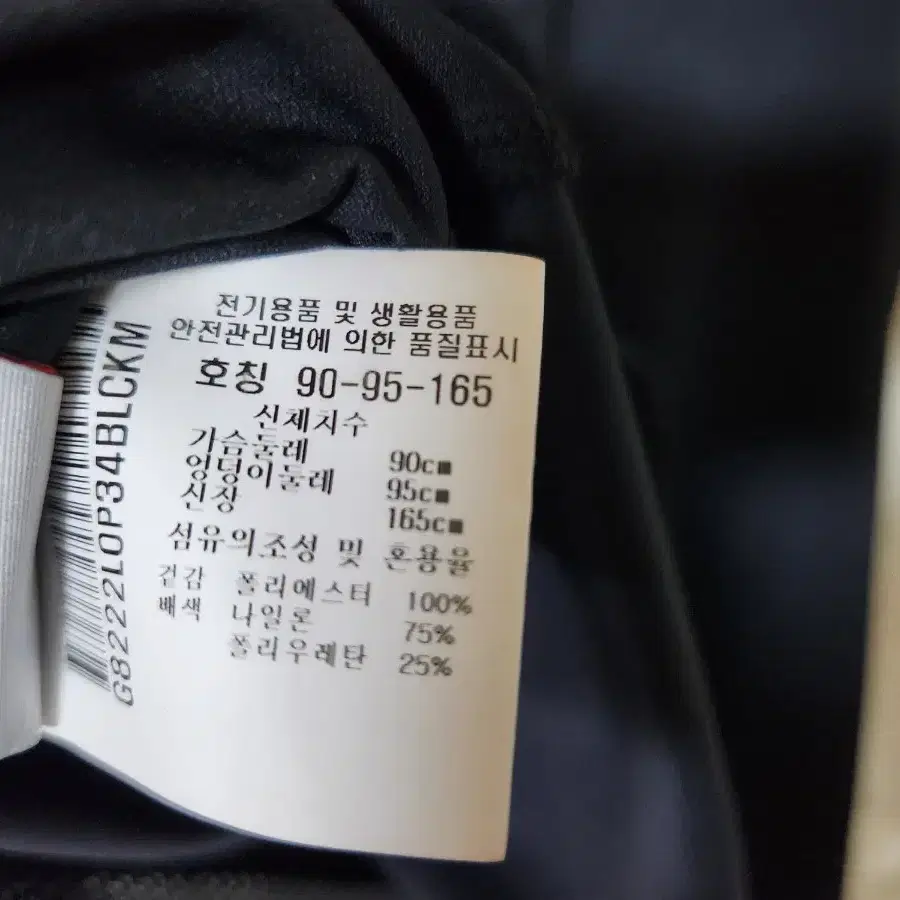 전기용품 및 생활용품
안전관리법에 의한 품질표시
호칭 90-95-165
신체치수
가슴둘레 90cm
엉덩이둘레 95cm
신장 165cm
섬유의조성 및 혼용율
겉감 폴리에스터 100%
배색 나일론 75%
폴리우레탄 25%
G8222LOP34BLCKM